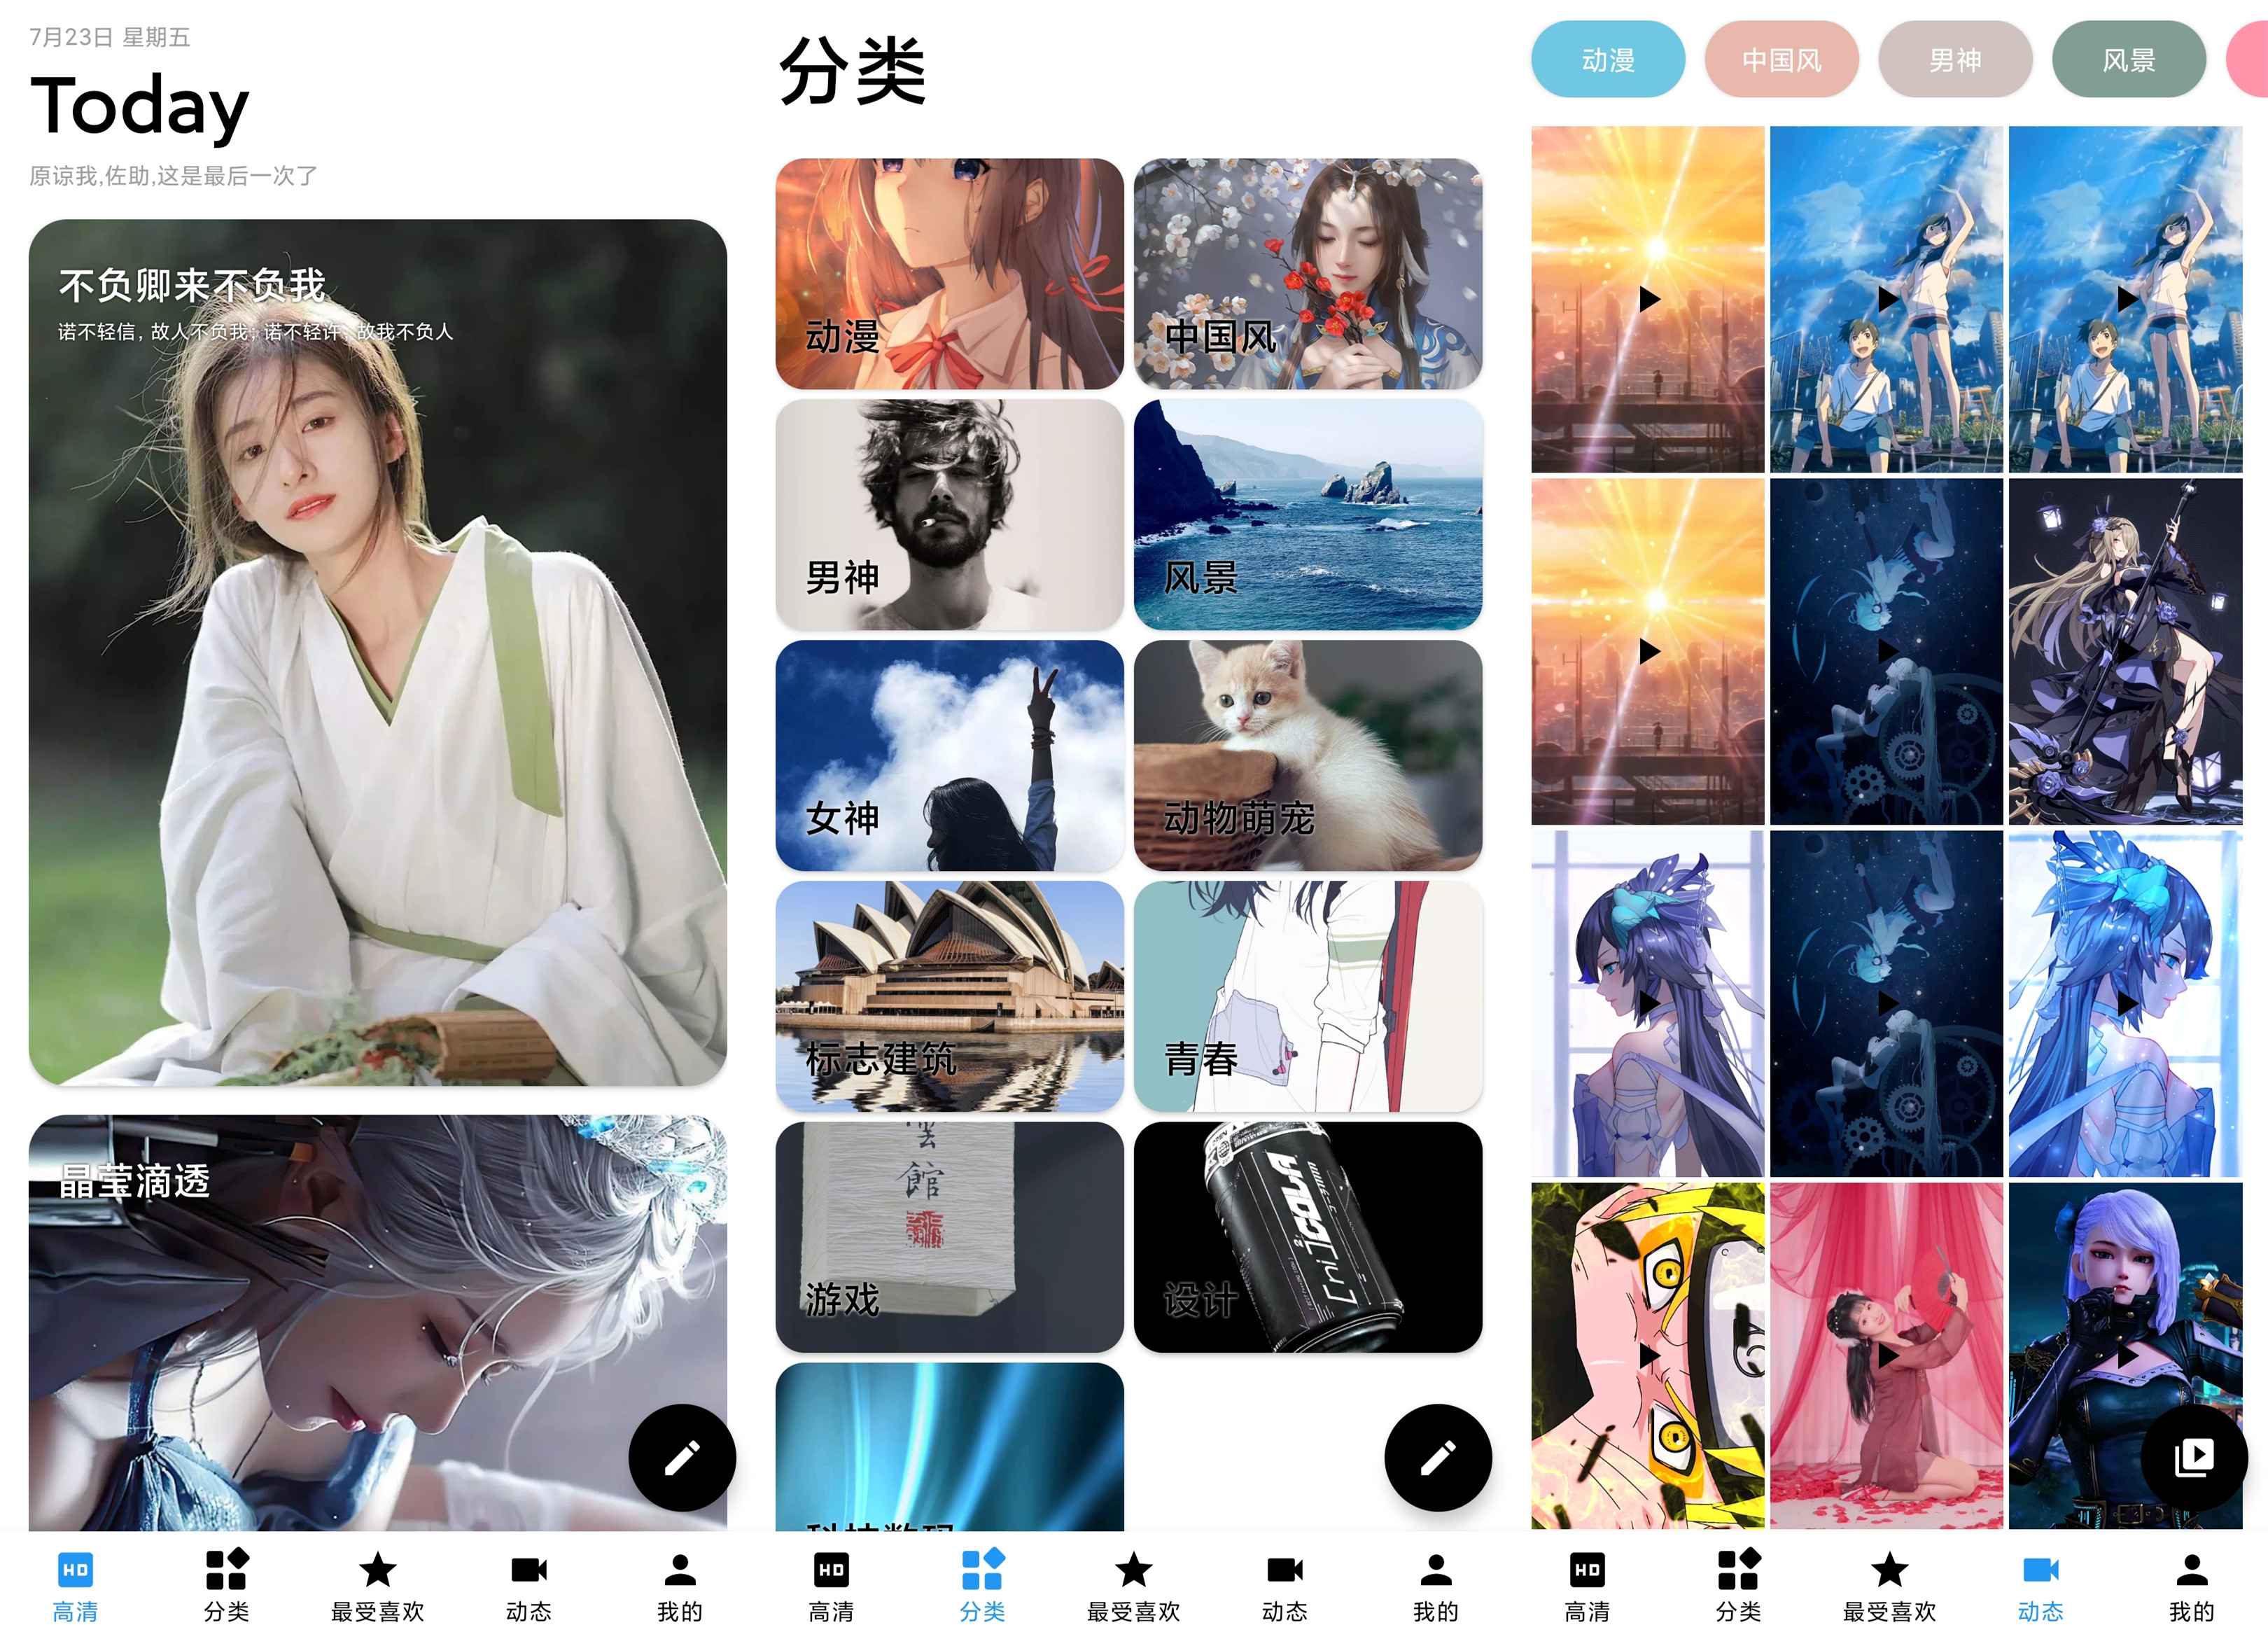 7月23日 星期五
Today
原谅我,佐助,这是最后一次了
不负卿来不负我
诺不轻信，故人不负我；诺不轻许、故我不负人
晶莹滴透
HD
高清
分类
最受喜欢
动态
我的
分类
动漫
中国风
男神
风景
女神
动物萌宠
标志建筑
青春
館
游戏
COLA
设计
科技数码
HD
高清
分类
最受喜欢
动态
我的
动漫
中国风
男神
风景
HD
高清
分类
最受喜欢
动态
我的